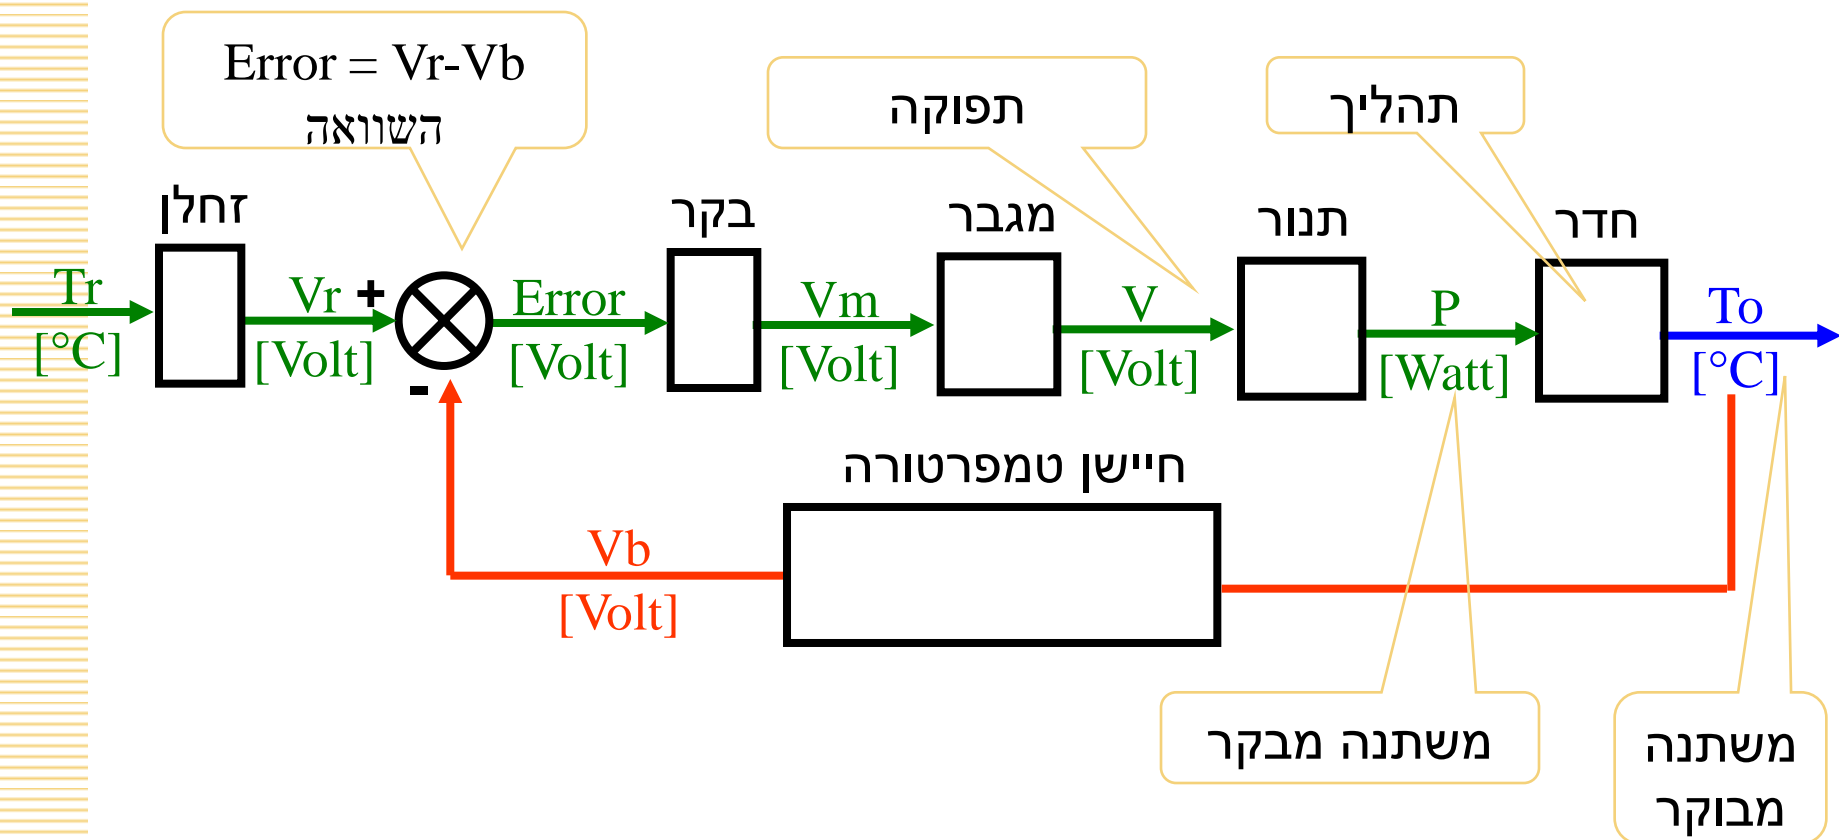 Error = Vr-Vb
השוואה
תפוקה
תהליך
זחלן
בקר
מגבר
תנור
חדר
Tr
[°C]
Vr
[Volt]
+
-
Error
[Volt]
Vm
[Volt]
V
[Volt]
P
[Watt]
To
[°C]
חיישן טמפרטורה
Vb
[Volt]
משתנה מבקר
משתנה
מבוקר